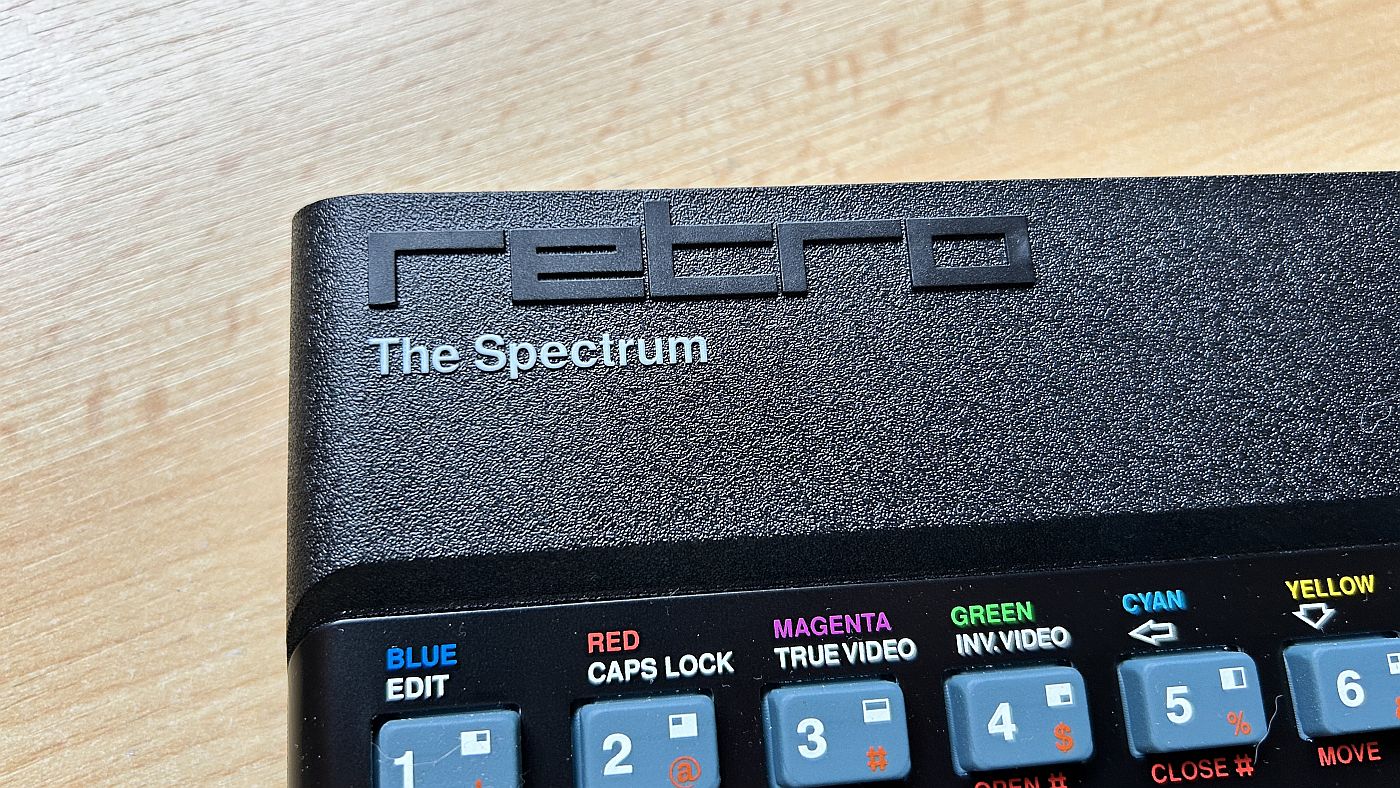 retro
The Spectrum
BLUE RED MAGENTA GREEN CYAN YELLOW
EDIT CAPS LOCK TRUE VIDEO INV. VIDEO
1 2 @ 3 # 4 $ 5 % 6
OPEN # CLOSE # MOVE